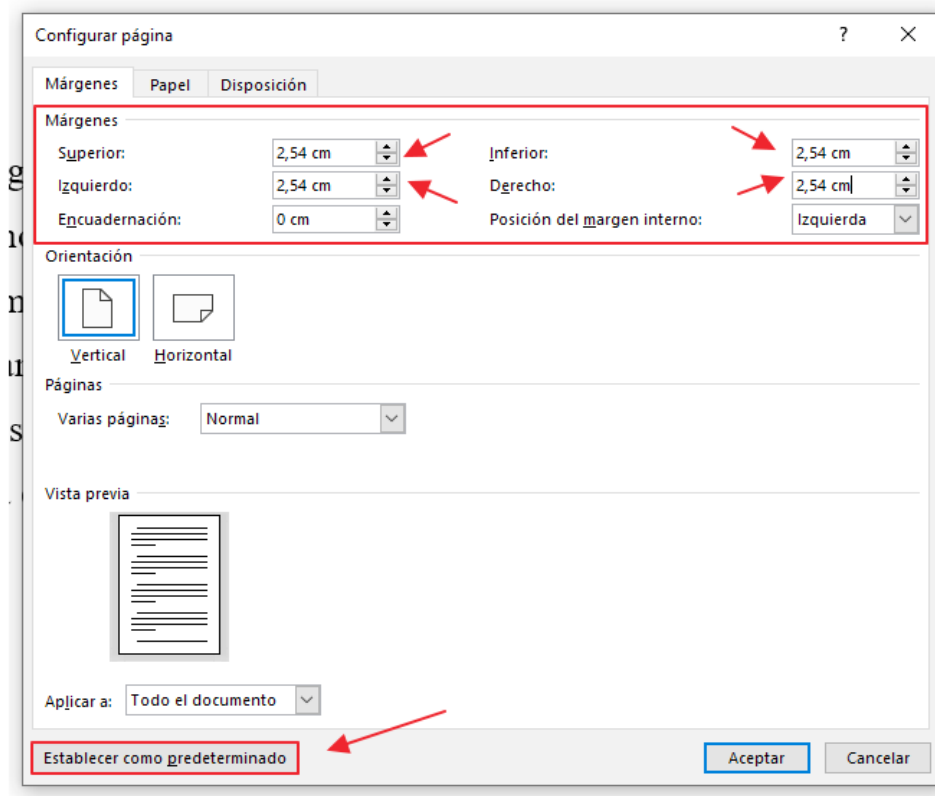 Configurar página ? ×
Márgenes Papel Disposición
Márgenes
Superior: 2,54 cm Inferior: 2,54 cm
Izquierdo: 2,54 cm Derecho: 2,54 cm
Encuadernación: 0 cm Posición del margen interno: Izquierda
Orientación
Vertical Horizontal
Páginas
Varias páginas: Normal
Vista previa
Aplicar a: Todo el documento
Establecer como predeterminado Aceptar Cancelar